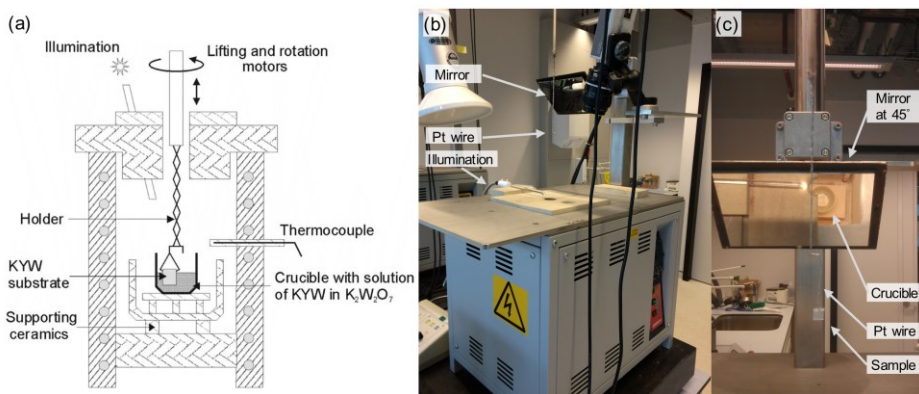 (a)
Illumination
Lifting and rotation
motors
Holder
Thermocouple
KYW
substrate
Crucible with solution
of KYW in K₂W₂O₇
Supporting
ceramics
(b)
Mirror
Pt wire
Illumination
(c)
Mirror
at 45°
Crucible
Pt wire
Sample